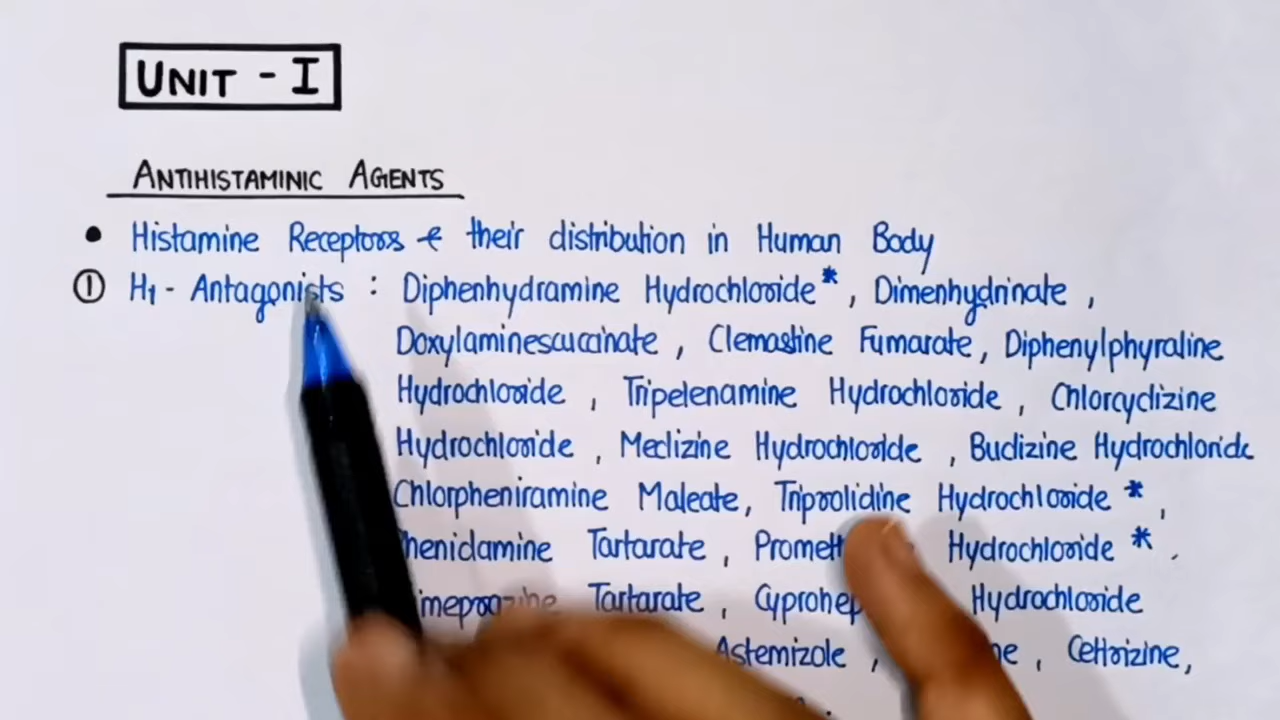 UNIT - I
ANTIHISTAMINIC AGENTS
• Histamine Receptors & their distribution in Human Body
① H1 - Antagonists : Diphenhydramine Hydrochloride*, Dimenhydrinate,
Doxylaminesuccinate, Clemastine Fumarate, Diphenylphyraline
Hydrochloride, Tripelenamine Hydrochloride, Chlorcyclizine
Hydrochloride, Meclizine Hydrochloride, Buclizine Hydrochloride
Chlorpheniramine Maleate, Triprolidine Hydrochloride*,
Tartarate, Hydrochloride*.
Tartarate, Hydrochloride
Astemizole, Cetirizine,